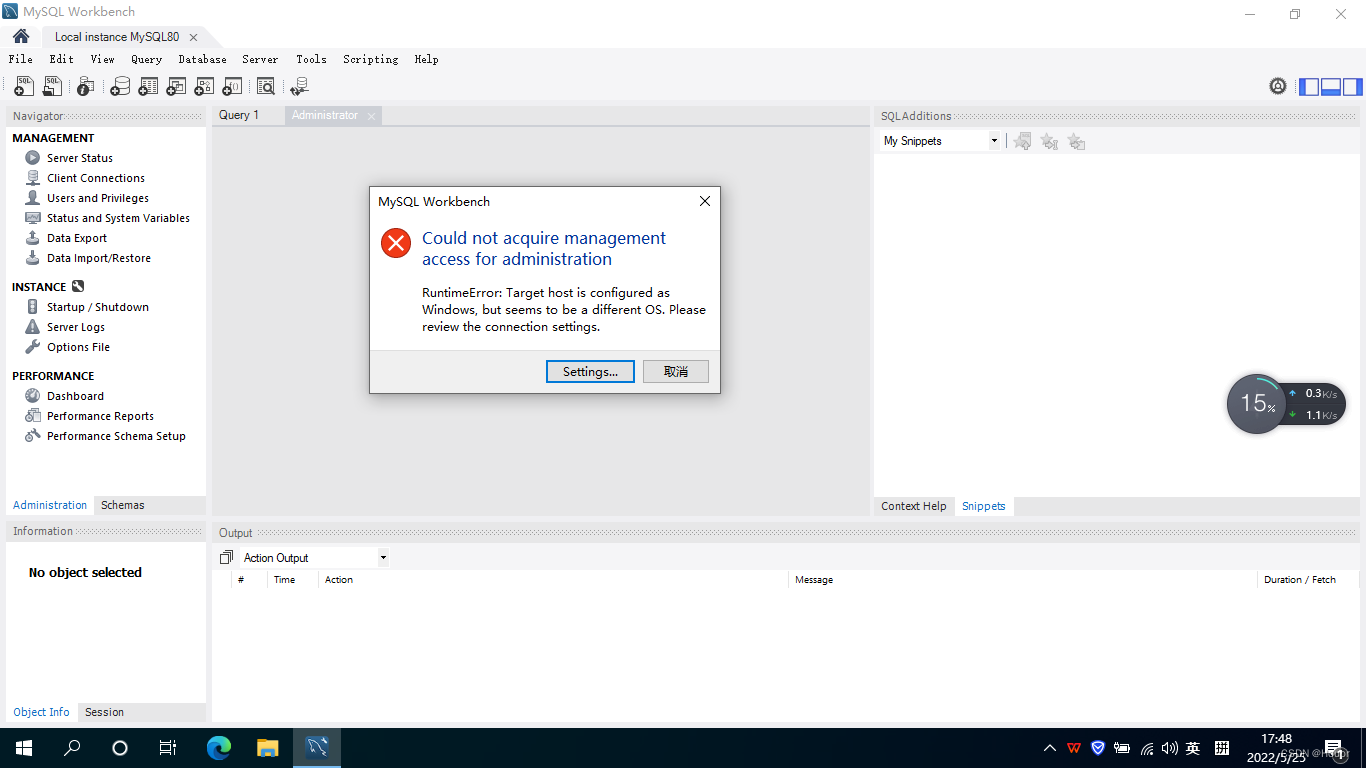 MySQL Workbench
Local instance MySQL80
File Edit View Query Database Server Tools Scripting Help
Navigator
MANAGEMENT
Server Status
Client Connections
Users and Privileges
Status and System Variables
Data Export
Data Import/Restore
INSTANCE
Startup / Shutdown
Server Logs
Options File
PERFORMANCE
Dashboard
Performance Reports
Performance Schema Setup
Administration Schemas
Information
No object selected
Object Info Session
Query 1 Administrator
MySQL Workbench
Could not acquire management
access for administration
RuntimeError: Target host is configured as
Windows, but seems to be a different OS. Please
review the connection settings.
Settings... 取消
SQLAdditions
My Snippets
15%
0.3K/s
1.1K/s
Context Help Snippets
Output
Action Output
# Time Action Message Duration / Fetch
英 拼
17:48
2022/5/25